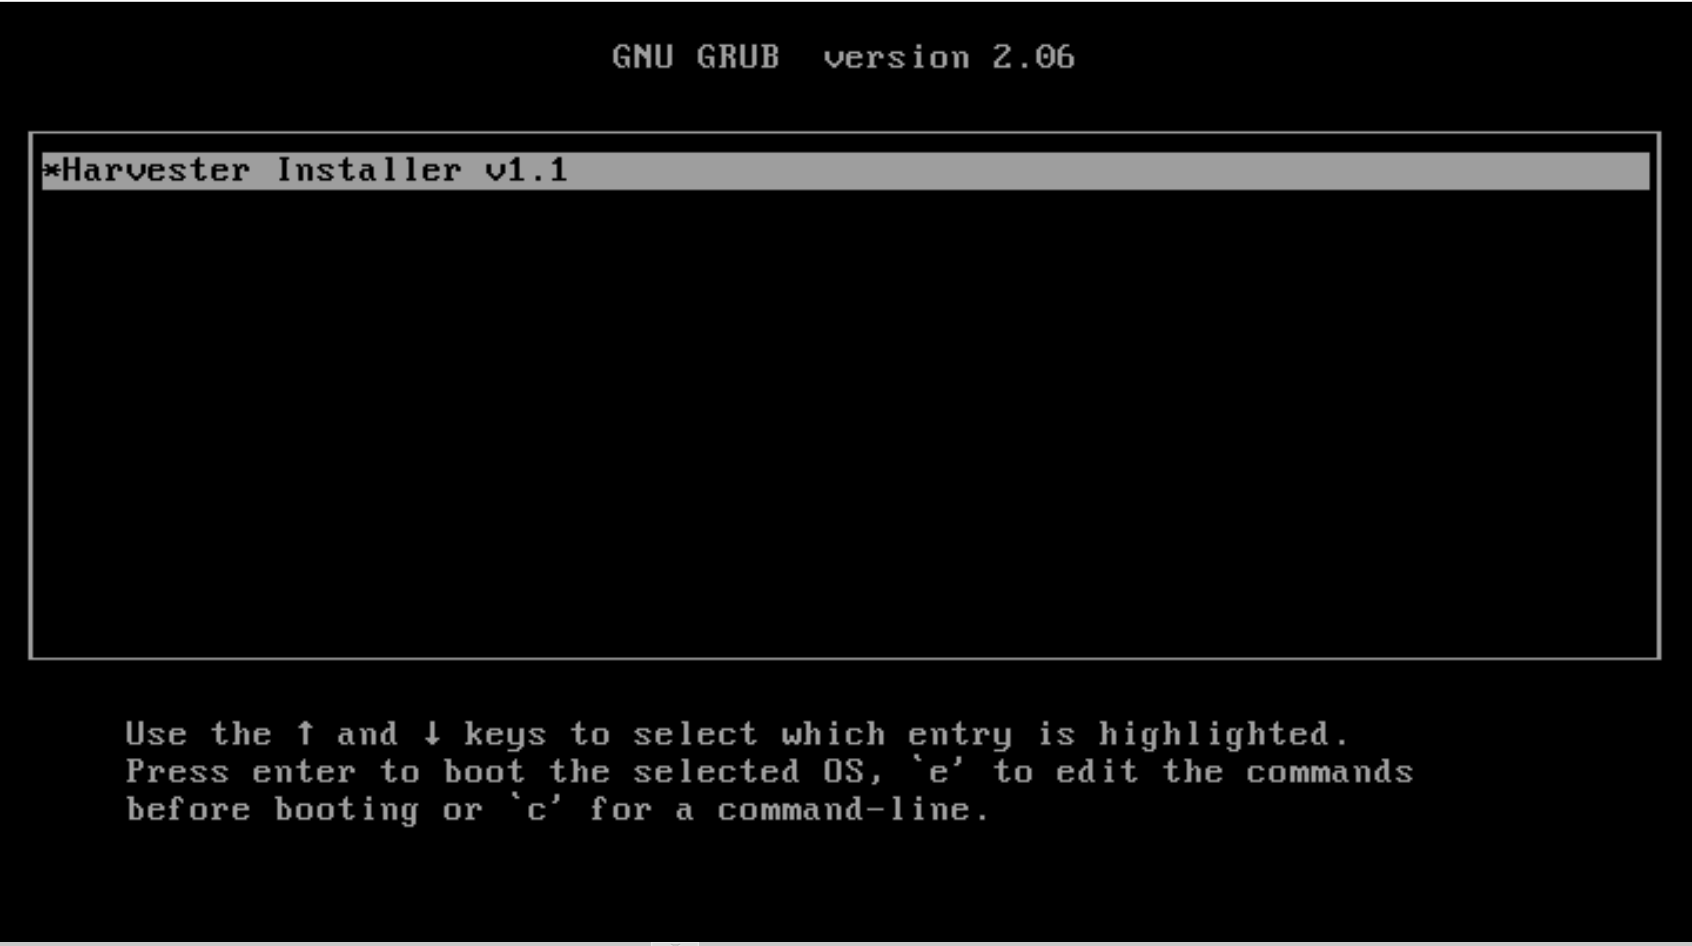 GNU GRUB  version 2.06
*Harvester Installer v1.1
Use the ↑ and ↓ keys to select which entry is highlighted.
Press enter to boot the selected OS, `e' to edit the commands
before booting or `c' for a command-line.